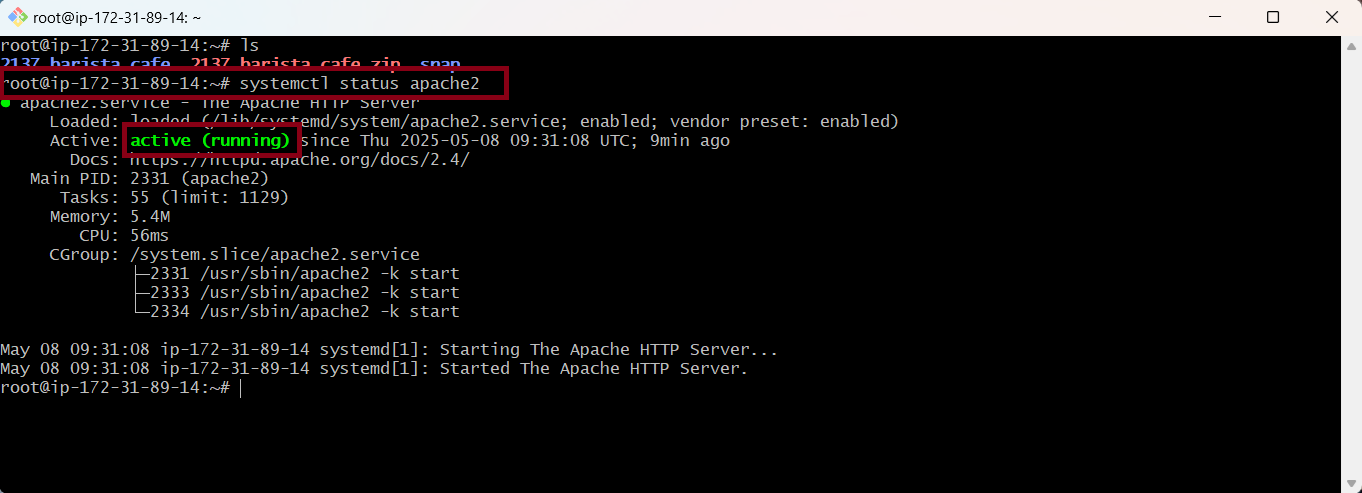 root@ip-172-31-89-14: ~
root@ip-172-31-89-14:~# ls
2137_barista_cafe  2137_barista_cafe.zip  snap
root@ip-172-31-89-14:~# systemctl status apache2
● apache2.service - The Apache HTTP Server
     Loaded: loaded (/lib/systemd/system/apache2.service; enabled; vendor preset: enabled)
     Active: active (running) since Thu 2025-05-08 09:31:08 UTC; 9min ago
       Docs: https://httpd.apache.org/docs/2.4/
   Main PID: 2331 (apache2)
      Tasks: 55 (limit: 1129)
     Memory: 5.4M
        CPU: 56ms
     CGroup: /system.slice/apache2.service
             ├─2331 /usr/sbin/apache2 -k start
             ├─2333 /usr/sbin/apache2 -k start
             └─2334 /usr/sbin/apache2 -k start
May 08 09:31:08 ip-172-31-89-14 systemd[1]: Starting The Apache HTTP Server...
May 08 09:31:08 ip-172-31-89-14 systemd[1]: Started The Apache HTTP Server.
root@ip-172-31-89-14:~#